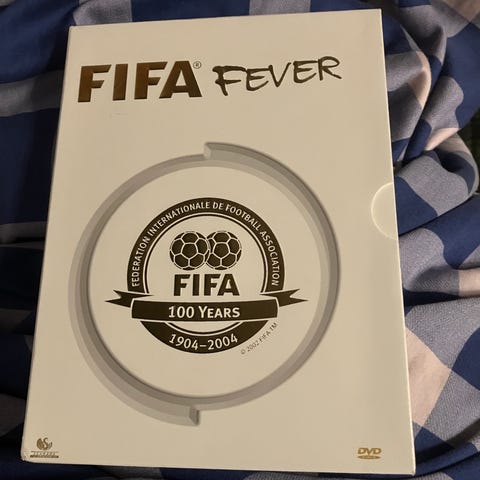 FIFA® FEVER
FEDERATION INTERNATIONALE DE FOOTBALL ASSOCIATION
FIFA
100 YEARS
1904–2004
© 2002 FIFA TM
DVD